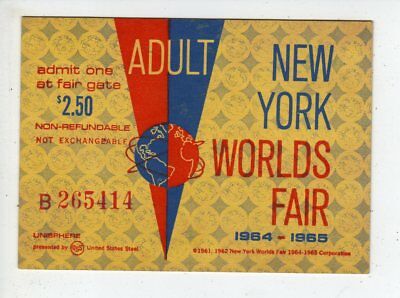 ADULT
admit one
at fair gate
$2.50
NON-REFUNDABLE
NOT EXCHANGEABLE
B 265414
UNISPHERE
presented by USS United States Steel
NEW
YORK
WORLDS
FAIR
1964 - 1965
©1961, 1962 New York Worlds Fair 1964-1965 Corporation